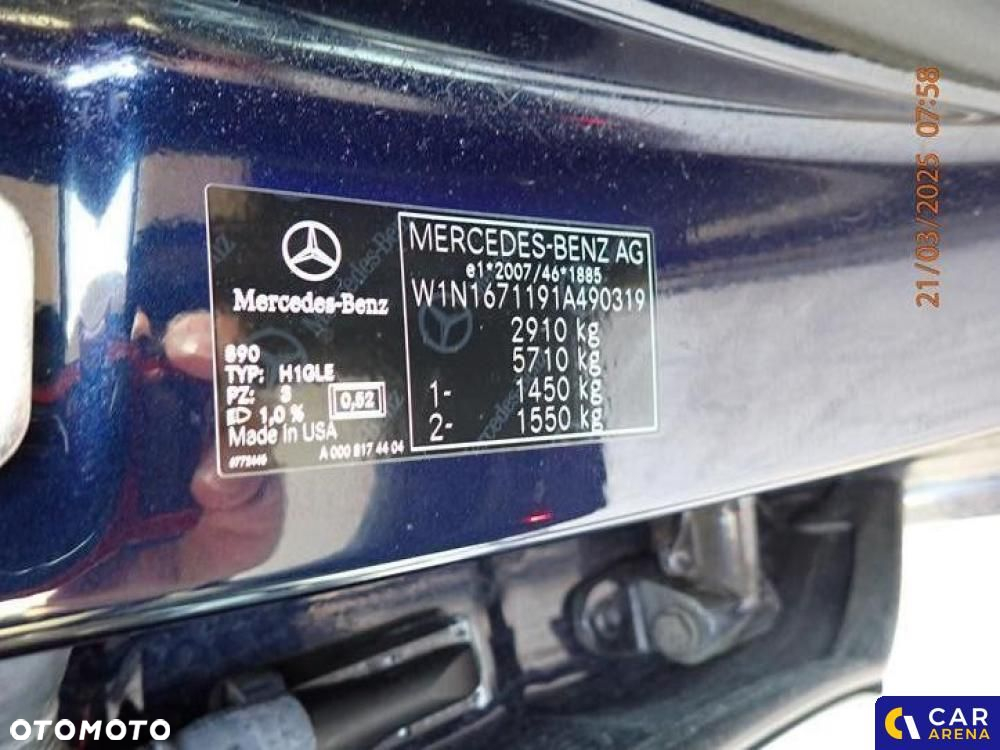 21/03/2025 07:58
Mercedes-Benz
890
TYP: H1GLE
PZ: 3
1,0 %
0,52
Made in USA
A 000 817 44 04
MERCEDES-BENZ AG
e1*2007/46*1885
W1N1671191A490319
2910 kg
5710 kg
1- 1450 kg
2- 1550 kg
OTOMOTO
CAR
ARENA